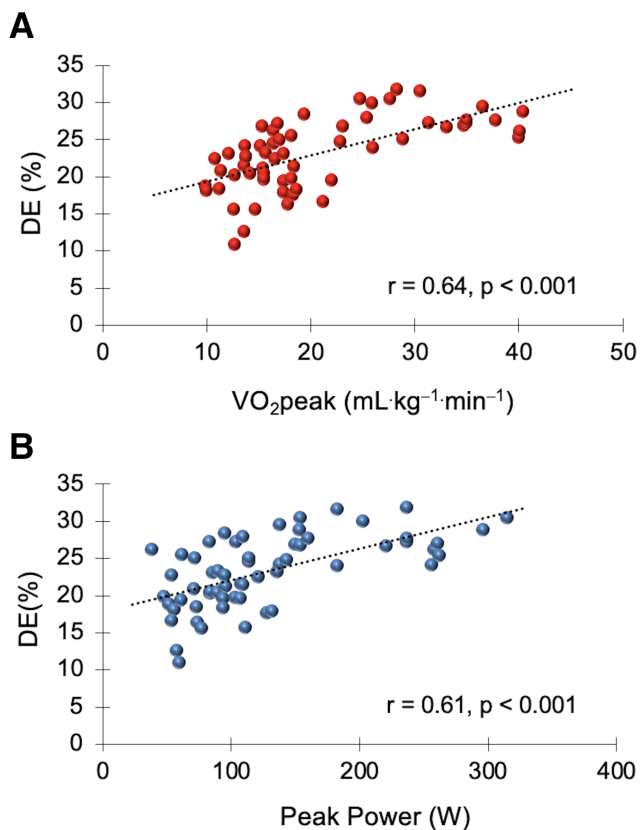 A
35
30
25
20
15
10
5
0
DE (%)
r = 0.64, p < 0.001
0 10 20 30 40 50
VO₂peak (mL·kg⁻¹·min⁻¹)
B
35
30
25
20
15
10
5
0
DE(%)
r = 0.61, p < 0.001
0 100 200 300 400
Peak Power (W)